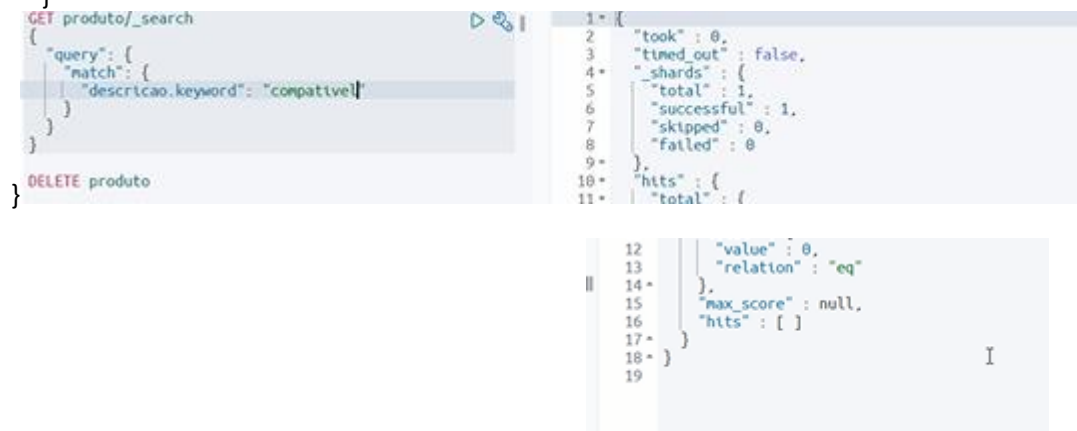 }
GET produto/_search
{
"query": {
"match": {
"descricao.keyword": "compativel"
}
}
}
DELETE produto
}
1 {
2 "took" : 0,
3 "timed_out" : false,
4 "_shards" : {
5 "total" : 1,
6 "successful" : 1,
7 "skipped" : 0,
8 "failed" : 0
9 },
10 "hits" : {
11 "total" : {
12 "value" : 0,
13 "relation" : "eq"
14 },
15 "max_score" : null,
16 "hits" : [ ]
17 }
18 }
19